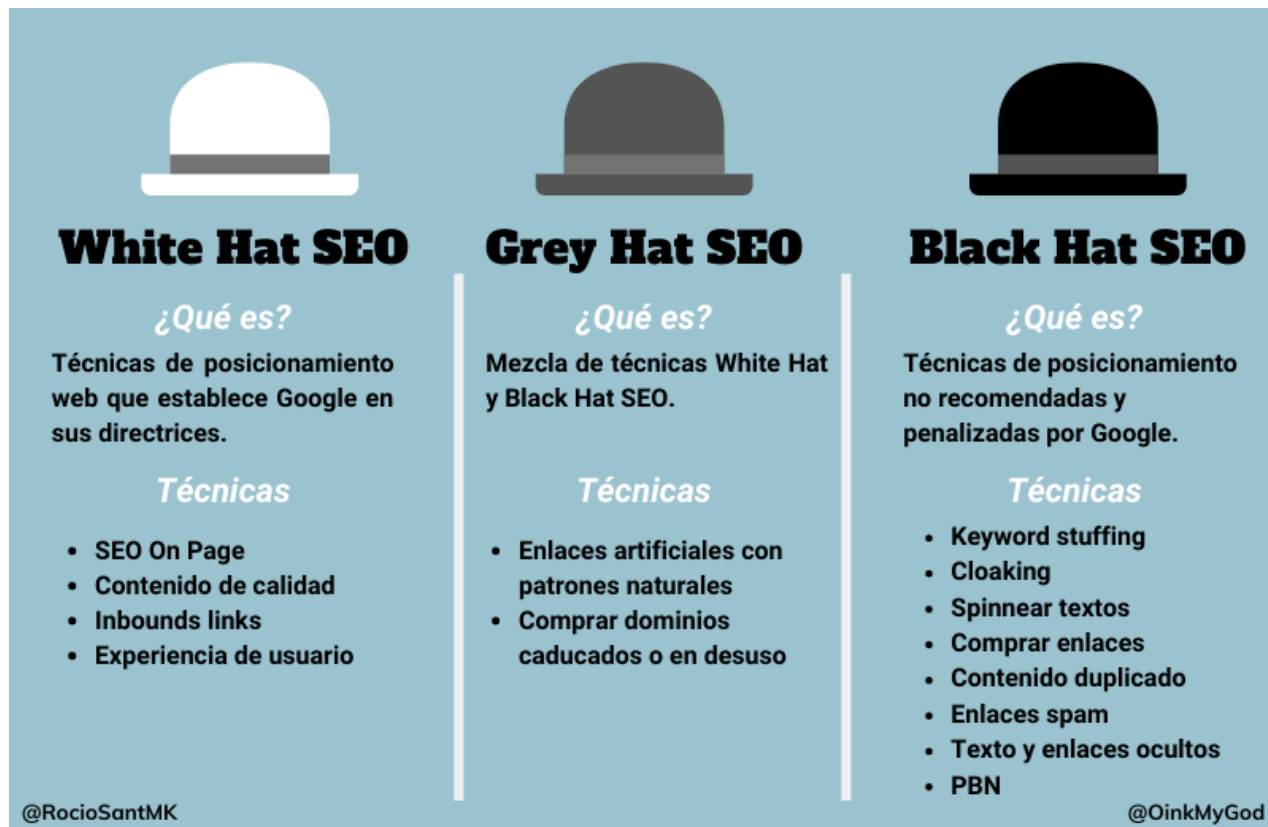 White Hat SEO
¿Qué es?
Técnicas de posicionamiento
web que establece Google en
sus directrices.
Técnicas
• SEO On Page
• Contenido de calidad
• Inbounds links
• Experiencia de usuario
Grey Hat SEO
¿Qué es?
Mezcla de técnicas White Hat
y Black Hat SEO.
Técnicas
• Enlaces artificiales con
patrones naturales
• Comprar dominios
caducados o en desuso
Black Hat SEO
¿Qué es?
Técnicas de posicionamiento
no recomendadas y
penalizadas por Google.
Técnicas
• Keyword stuffing
• Cloaking
• Spinnear textos
• Comprar enlaces
• Contenido duplicado
• Enlaces spam
• Texto y enlaces ocultos
• PBN
@RocioSantMK
@OinkMyGod